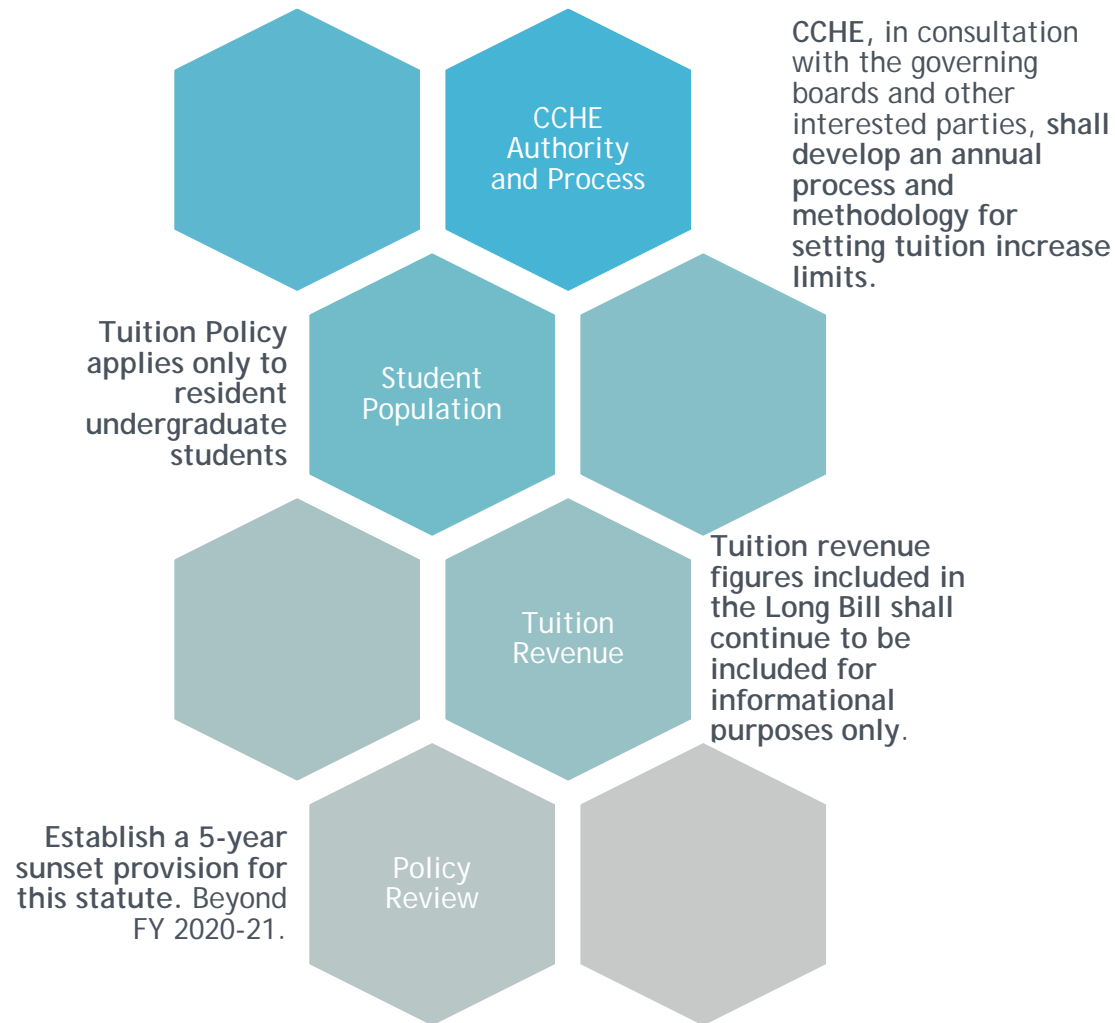 CCHE
Authority
and Process
CCHE, in consultation
with the governing
boards and other
interested parties, shall
develop an annual
process and
methodology for
setting tuition increase
limits.
Tuition Policy
applies only to
resident
undergraduate
students
Student
Population
Tuition
Revenue
Tuition revenue
figures included in
the Long Bill shall
continue to be
included for
informational
purposes only.
Establish a 5-year
sunset provision for
this statute. Beyond
FY 2020-21.
Policy
Review